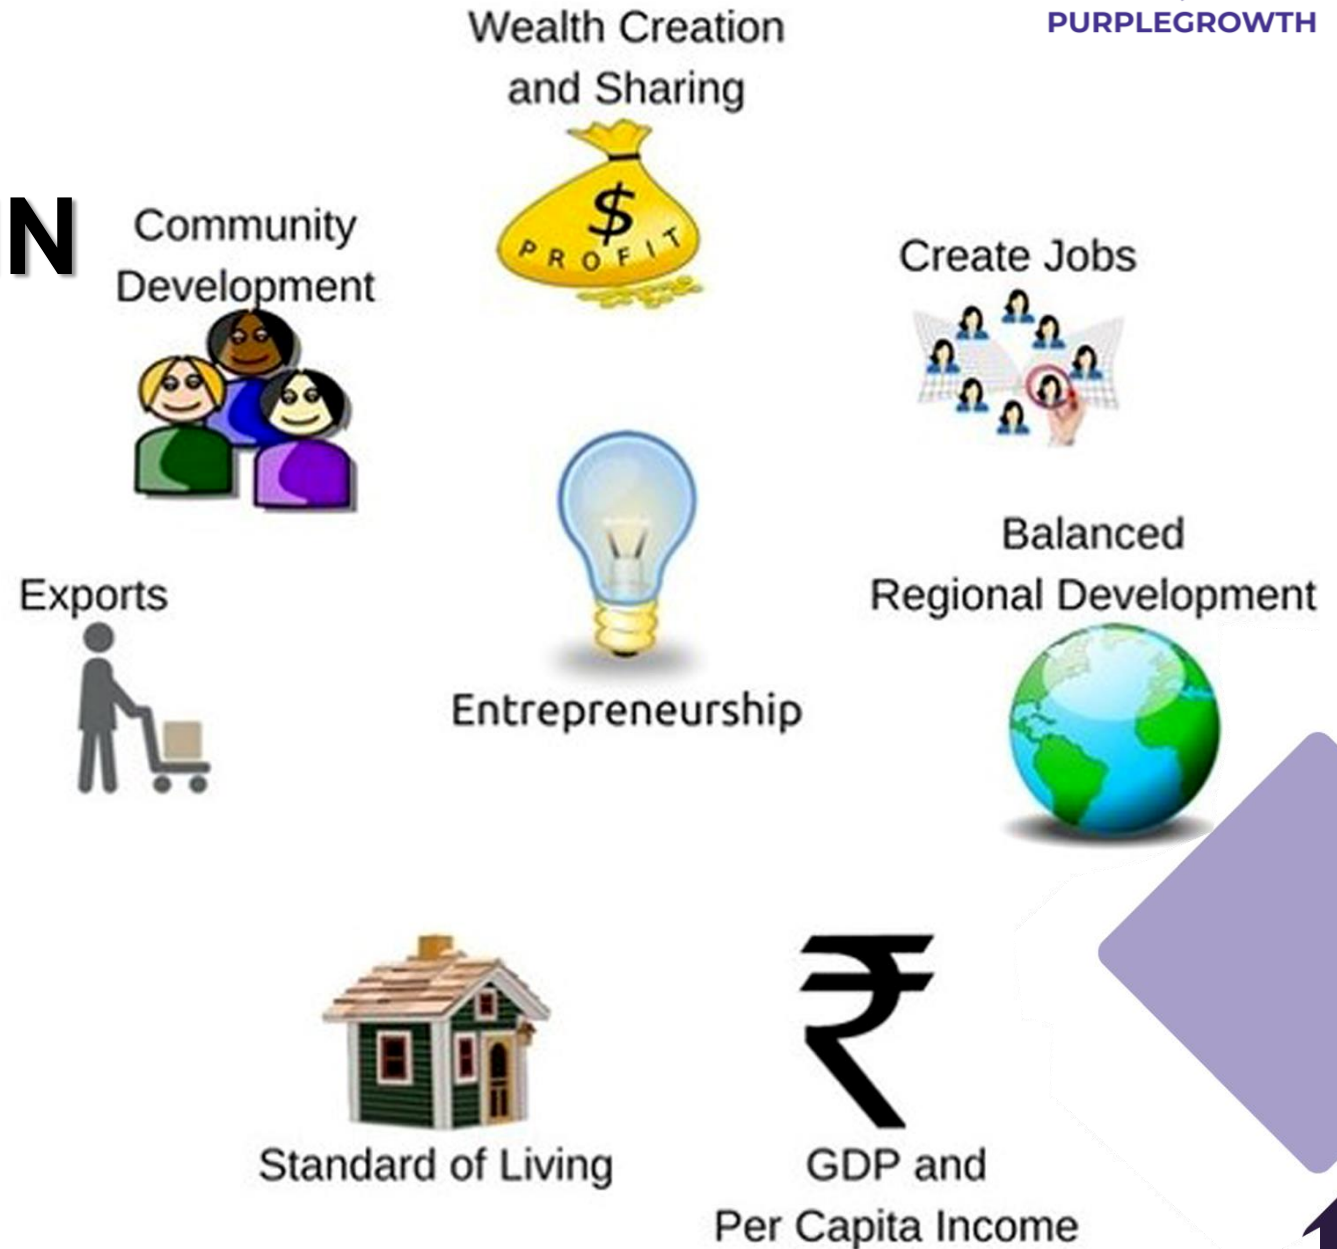 PURPLEGROWTH
Wealth Creation
and Sharing
$
PROFIT
N
Community
Development
Create Jobs
Balanced
Regional Development
Exports
Entrepreneurship
₹
Standard of Living
GDP and
Per Capita Income